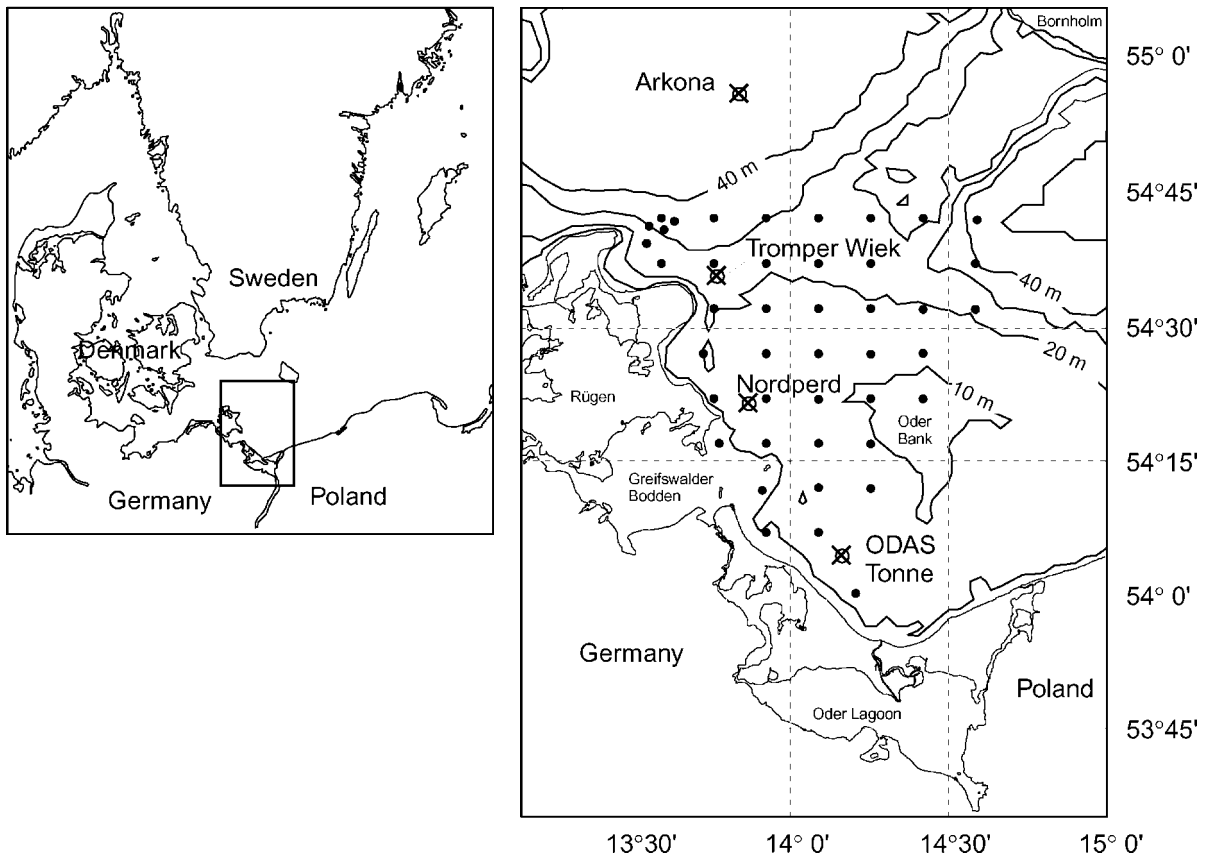 Sweden
Denmark
Germany
Poland
Bornholm
55° 0'
Arkona
40 m
54° 45'
Tromper Wiek
40 m
54° 30'
20 m
Nordperd
10 m
Rügen
Oder
Bank
54° 15'
Greifswalder
Bodden
ODAS
Tonne
54° 0'
Germany
Poland
Oder Lagoon
53° 45'
13°30'
14° 0'
14°30'
15° 0'